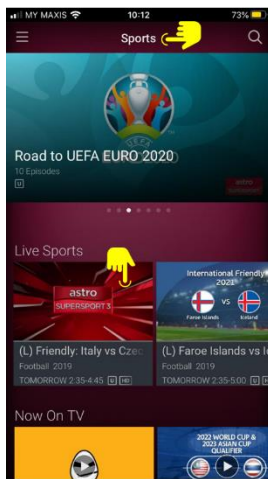 MY MAXIS 10:12 73%
Sports
Road to UEFA EURO 2020
10 Episodes
U
Live Sports
astro
SUPERSPORT 3
International Friendly
2021
Faroe Islands VS Iceland
(L) Friendly: Italy vs Czec
(L) Faroe Islands vs I
Football 2019
Football 2019
TOMORROW 2:35-4:45 U HD
TOMORROW 2:35-5:00 U
Now On TV
2022 WORLD CUP &
2023 ASIAN CUP
QUALIFIER